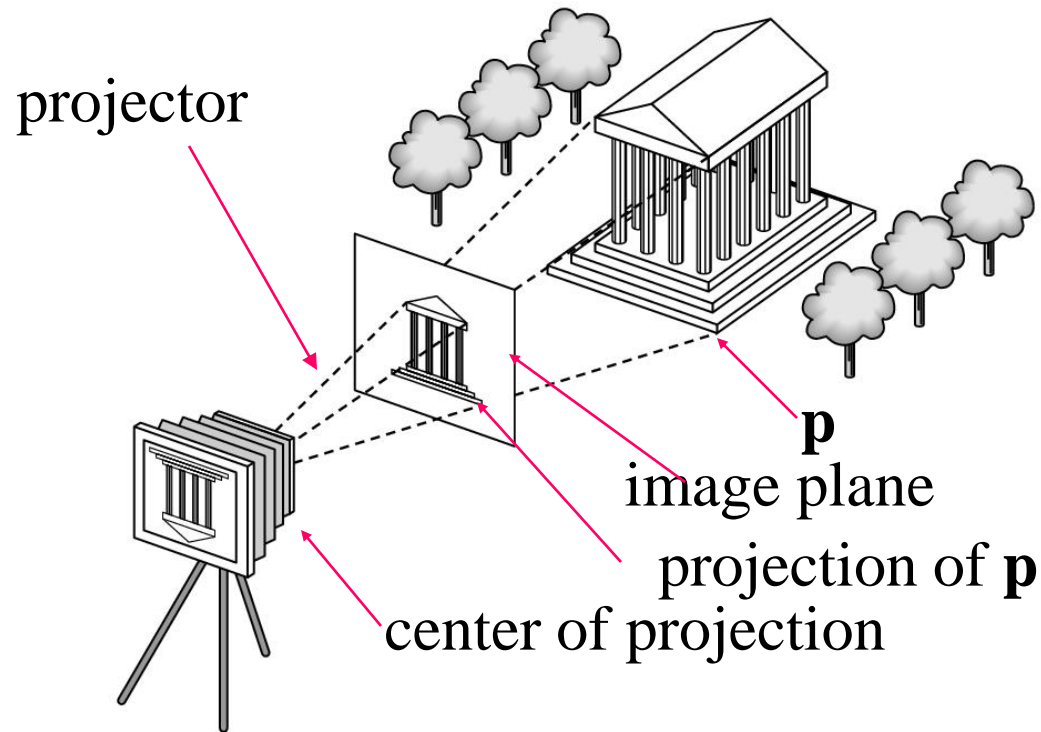 projector
p
image plane
projection of p
center of projection